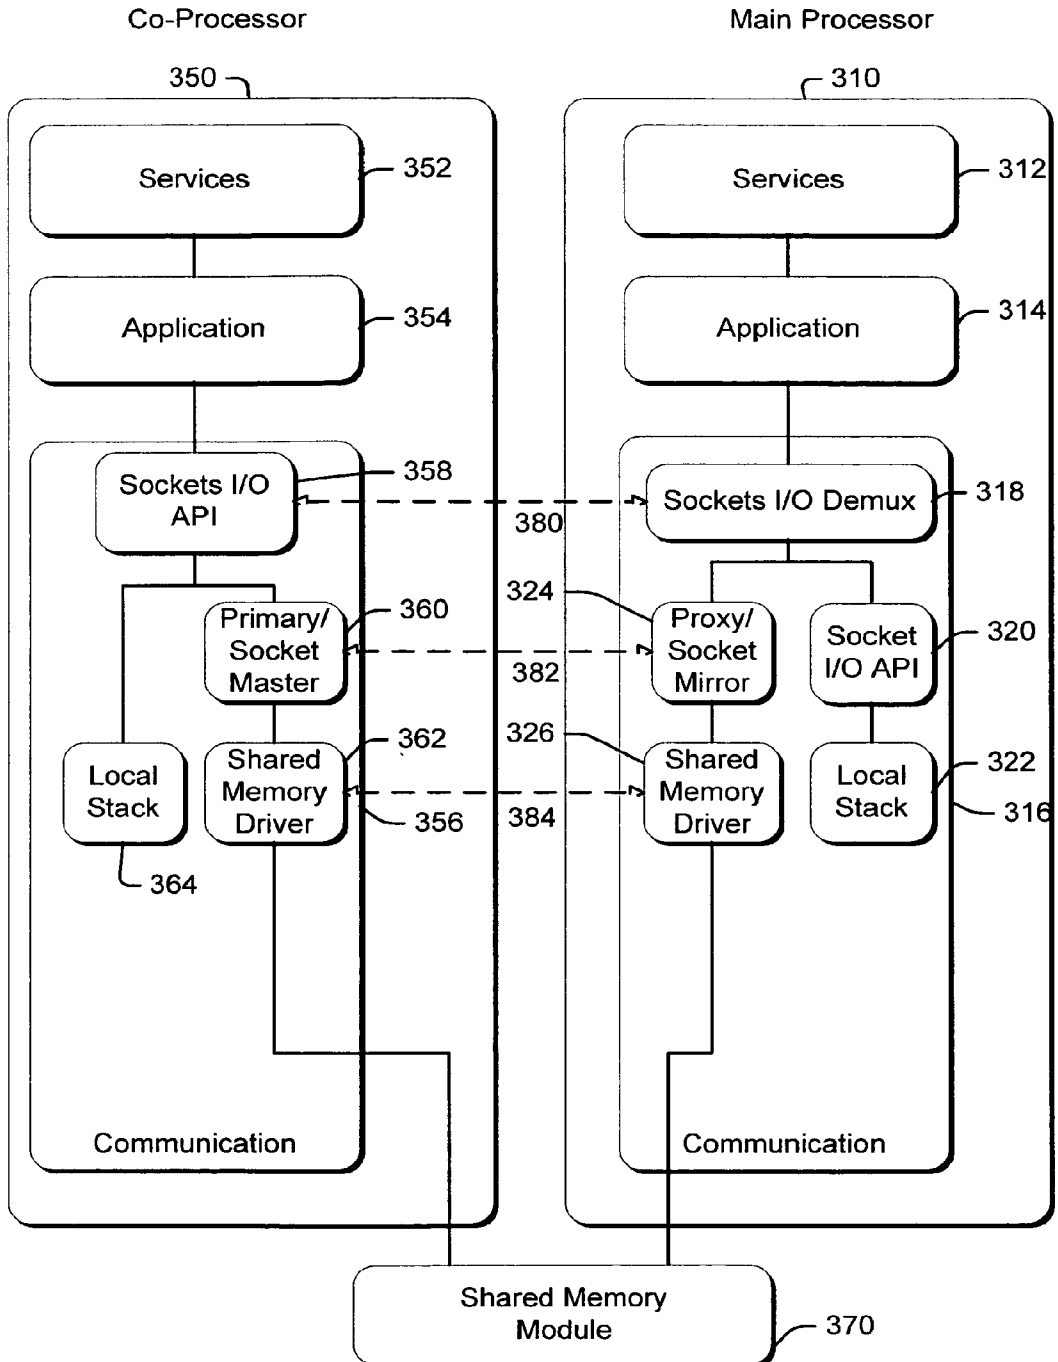 Co-Processor
Main Processor
350
310
Services
352
Services
312
Application
354
Application
314
Sockets I/O
API
358
Sockets I/O Demux
318
380
Primary/
Socket
Master
360
324
Proxy/
Socket
Mirror
Socket
I/O API
320
382
Local
Stack
Shared
Memory
Driver
362
326
Shared
Memory
Driver
Local
Stack
322
356
384
316
364
Communication
Communication
Shared Memory
Module
370